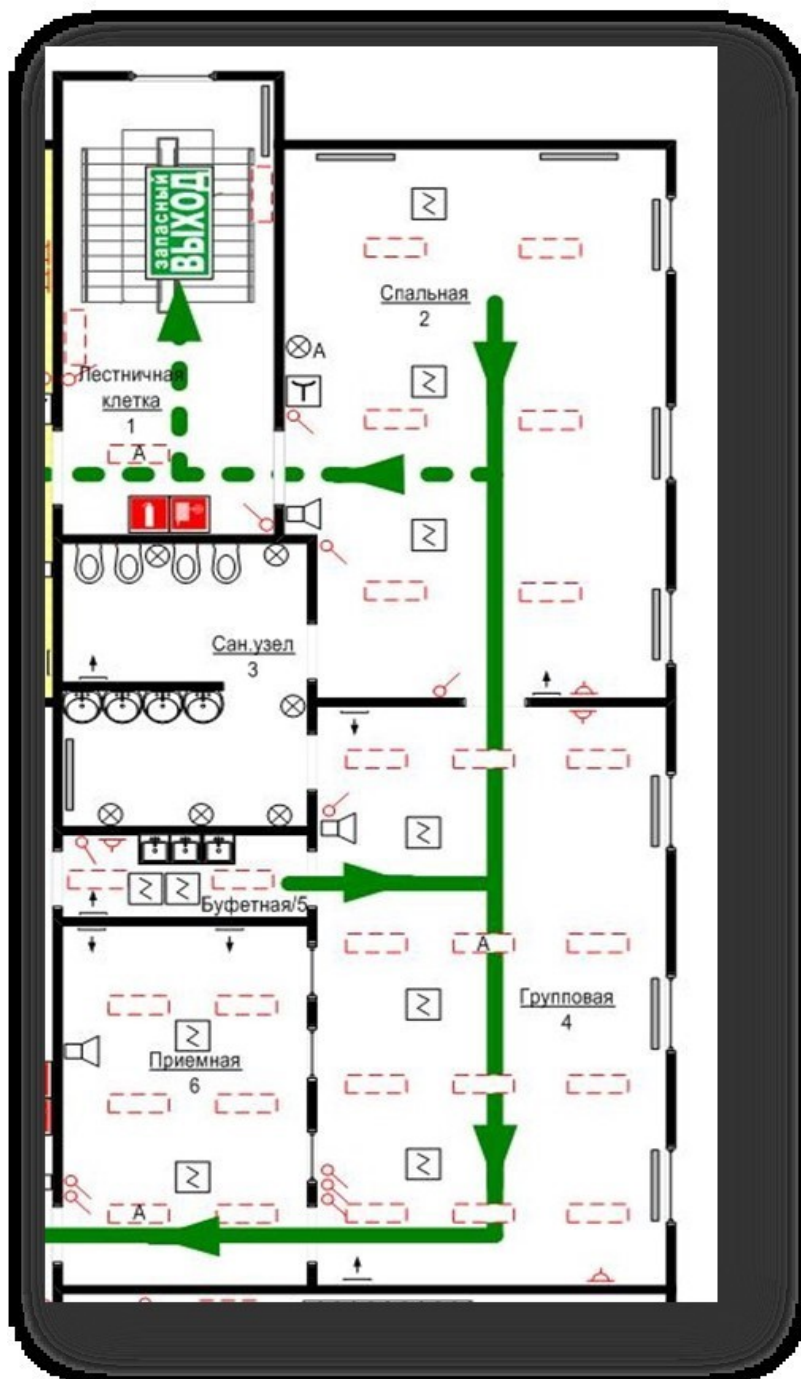 запасный
ВЫХОД
Спальная
2
А
Лестничная
клетка
1
А
Сан.узел
3
Буфетная/5
А
Групповая
4
Приемная
6
А